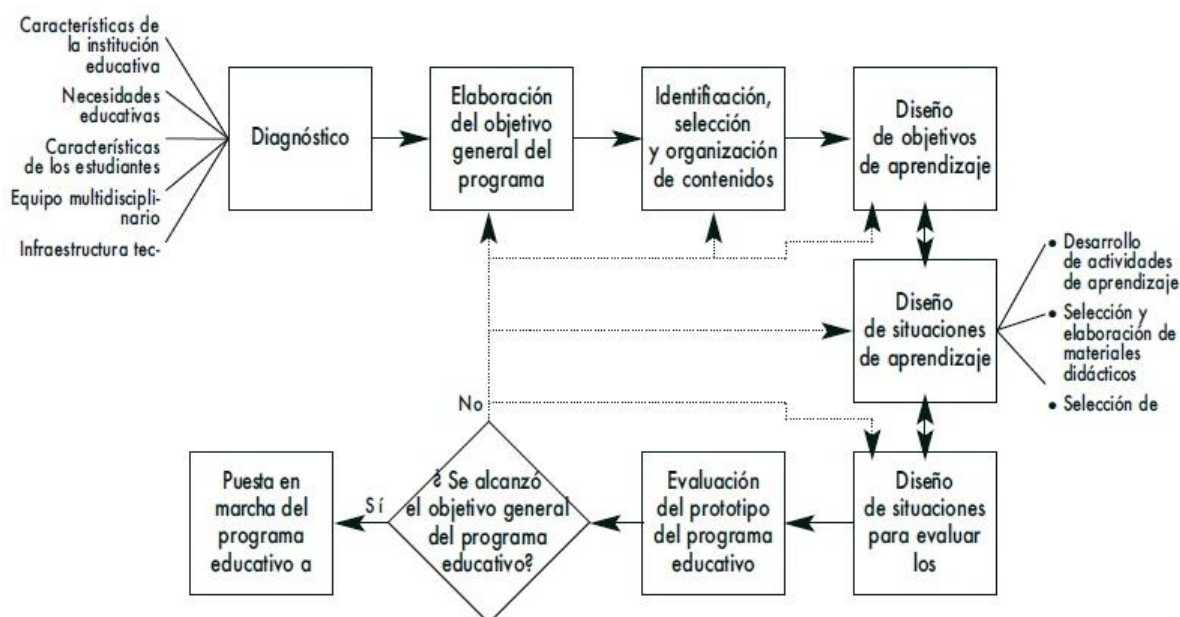 Características de
la institución
educativa
Necesidades
educativas
Características
de los estudiantes
Equipo multidiscipli-
nario
Infraestructura tec-
Diagnóstico
Elaboración
del objetivo
general del
programa
Identificación,
selección
y organización
de contenidos
Diseño
de objetivos
de aprendizaje
Diseño
de situaciones
de aprendizaje
• Desarrollo
de actividades
de aprendizaje
• Selección y
elaboración de
materiales
didácticos
• Selección de
Diseño
de situaciones
para evaluar
los
Evaluación
del prototipo
del programa
educativo
No
¿ Se alcanzó
el objetivo general
del programa
educativo?
Sí
Puesta en
marcha del
programa
educativo a